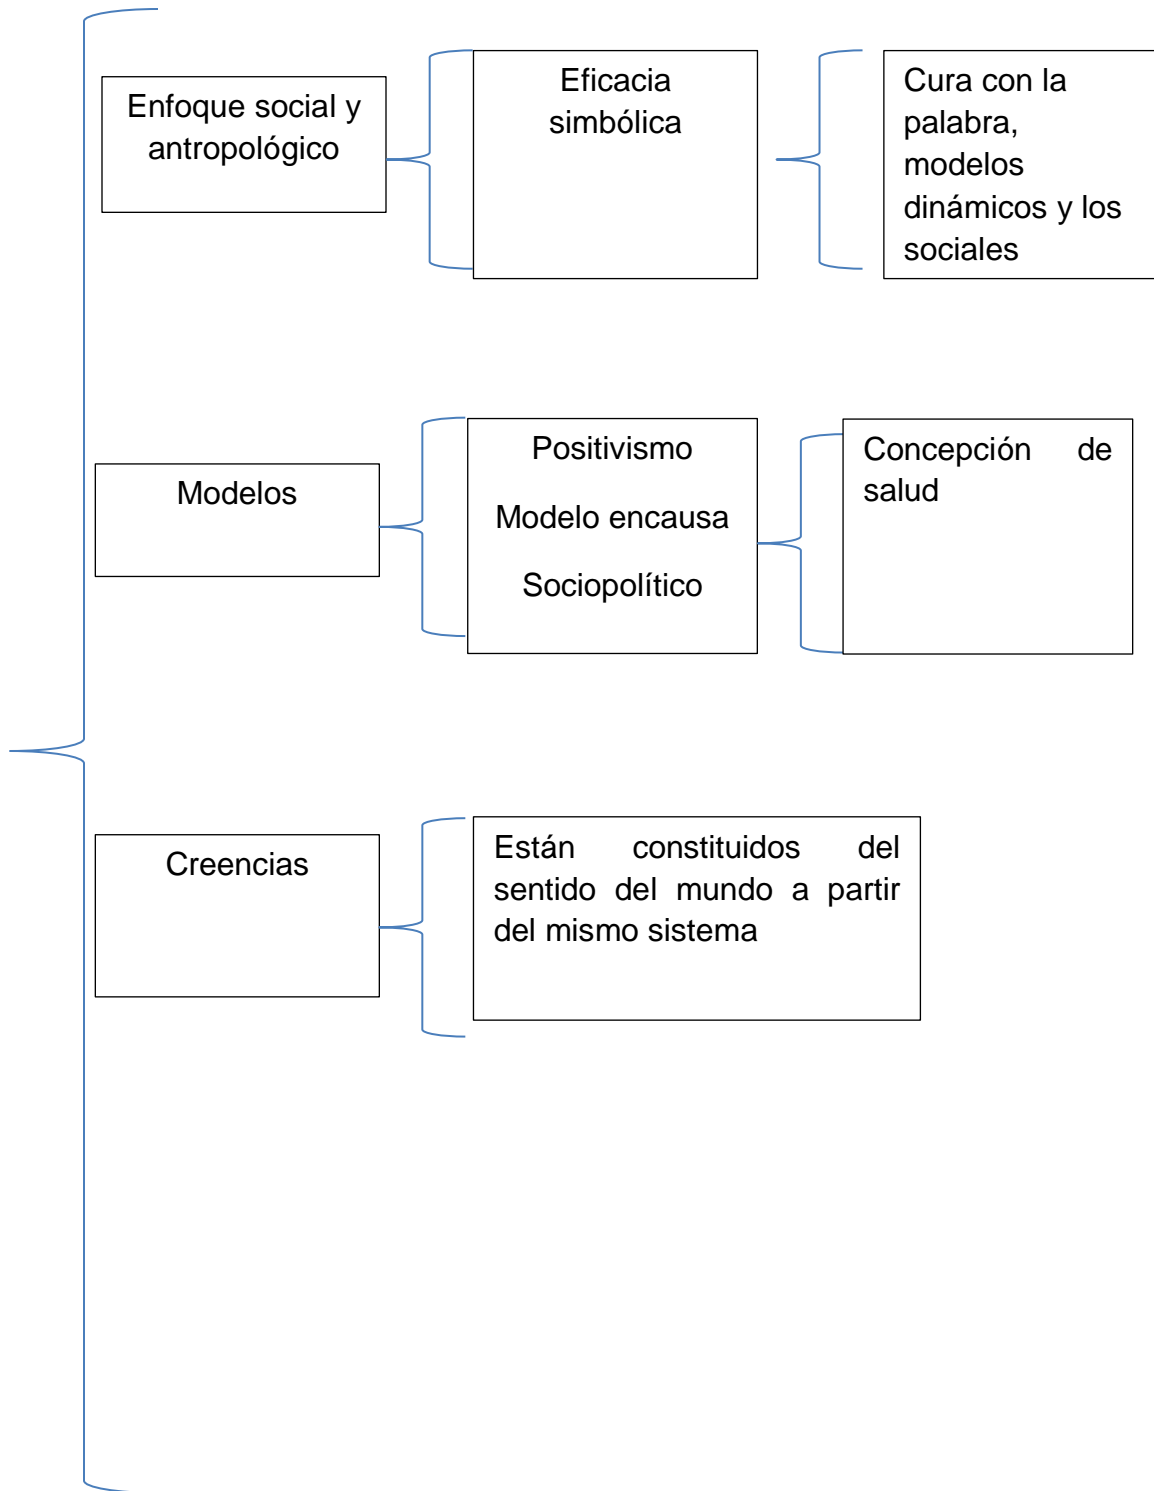 Enfoque social y
antropológico
Eficacia
simbólica
Cura con la
palabra,
modelos
dinámicos y los
sociales
Modelos
Positivismo
Modelo encausa
Sociopolítico
Concepción de
salud
Creencias
Están constituidos del
sentido del mundo a partir
del mismo sistema